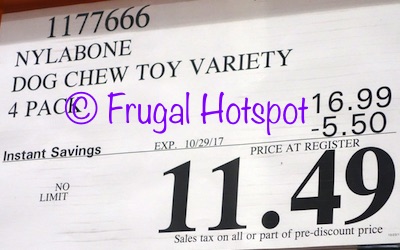 1177666
NYLABONE
DOG CHEW TOY VARIETY
4 PACK
© Frugal Hotspot
16.99
-5.50
Instant Savings
EXP. 10/29/17
PRICE AT REGISTER
NO
LIMIT
11.49
Sales tax on all or part of pre-discount price